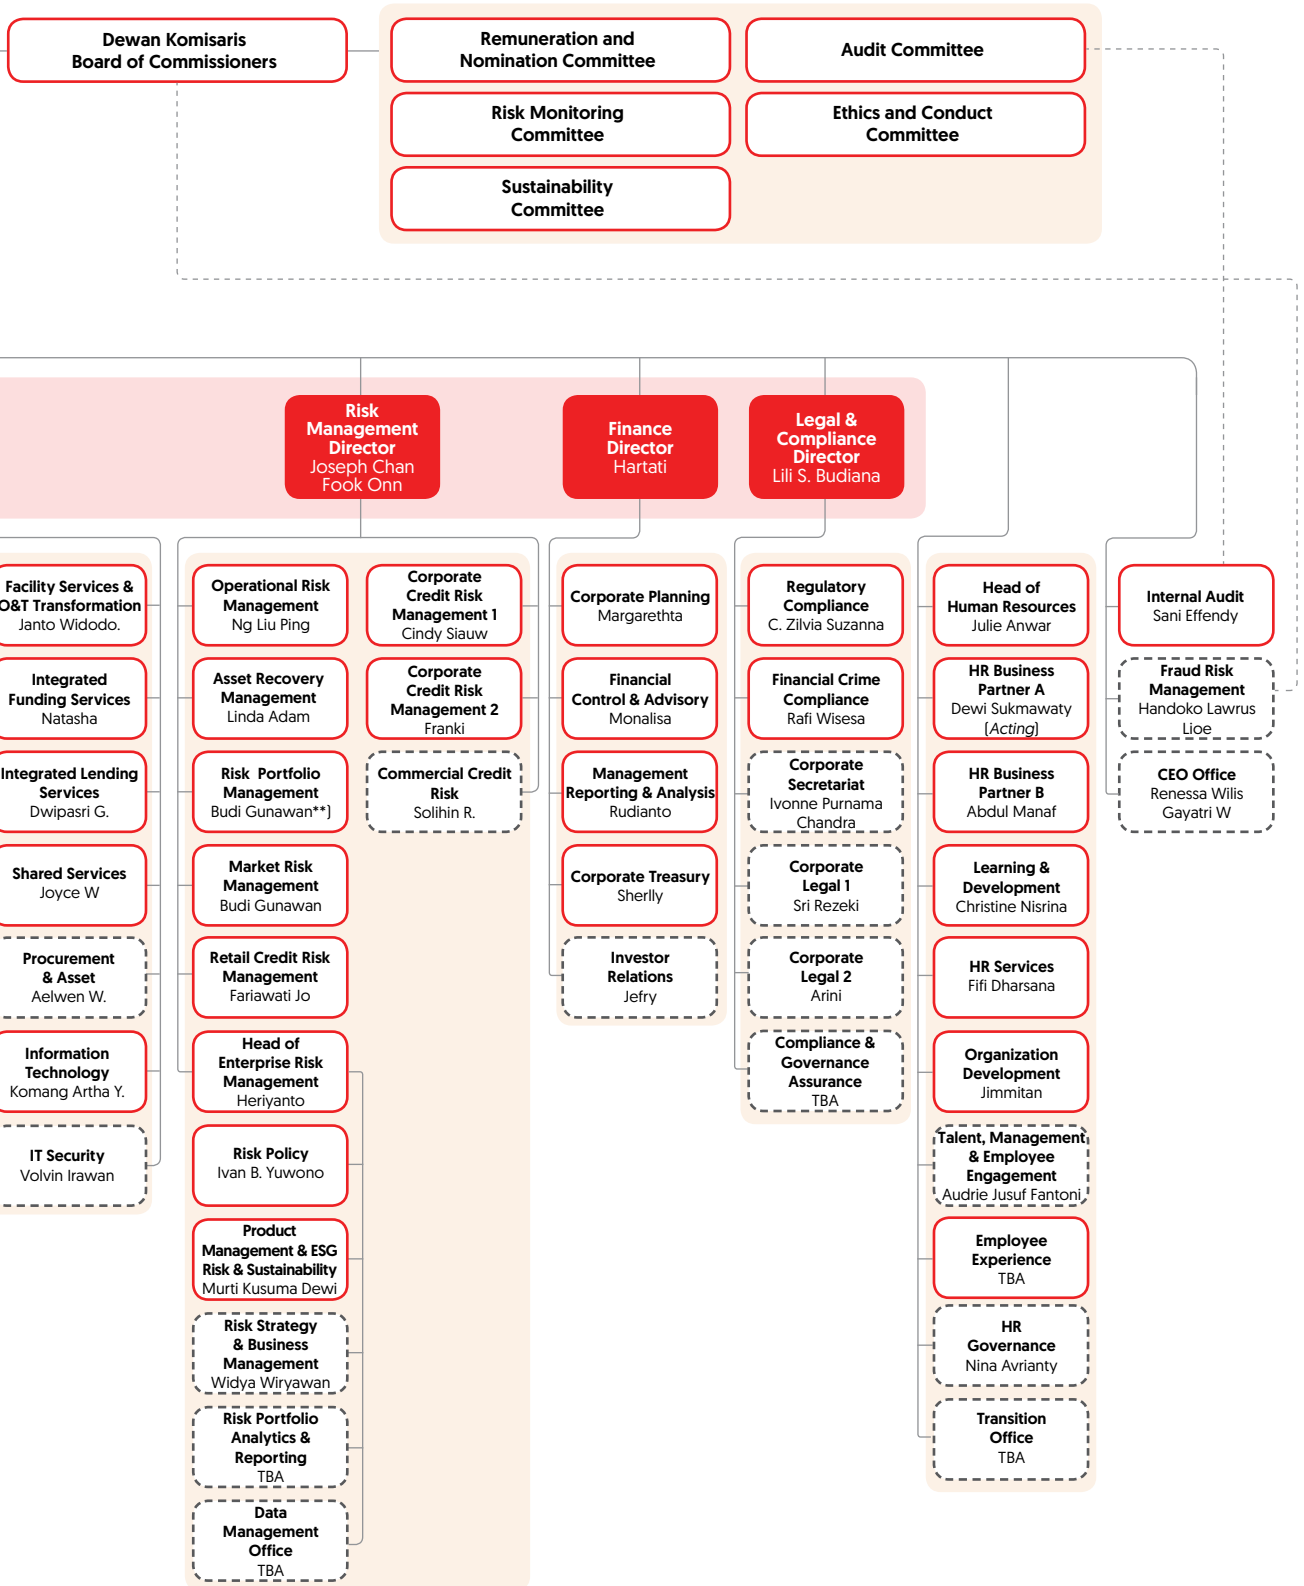 Dewan Komisaris
Board of Commissioners
Remuneration and
Nomination Committee
Audit Committee
Risk Monitoring
Committee
Ethics and Conduct
Committee
Sustainability
Committee
Risk
Management
Director
Joseph Chan
Fook Onn
Finance
Director
Hartati
Legal &
Compliance
Director
Lili S. Budiana
Facility Services &
O&T Transformation
Janto Widodo.
Integrated
Funding Services
Natasha
Integrated Lending
Services
Dwipasri G.
Shared Services
Joyce W
Procurement
& Asset
Aelwen W.
Information
Technology
Komang Artha Y.
IT Security
Volvin Irawan
Operational Risk
Management
Ng Liu Ping
Asset Recovery
Management
Linda Adam
Risk Portfolio
Management
Budi Gunawan**)
Market Risk
Management
Budi Gunawan
Retail Credit Risk
Management
Fariawati Jo
Head of
Enterprise Risk
Management
Heriyanto
Risk Policy
Ivan B. Yuwono
Product
Management & ESG
Risk & Sustainability
Murti Kusuma Dewi
Risk Strategy
& Business
Management
Widya Wiryawan
Risk Portfolio
Analytics &
Reporting
TBA
Data
Management
Office
TBA
Corporate
Credit Risk
Management 1
Cindy Siauw
Corporate
Credit Risk
Management 2
Franki
Commercial Credit
Risk
Solihin R.
Corporate Planning
Margarethta
Financial
Control & Advisory
Monalisa
Management
Reporting & Analysis
Rudianto
Corporate Treasury
Sherlly
Investor
Relations
Jefry
Regulatory
Compliance
C. Zilvia Suzanna
Financial Crime
Compliance
Rafi Wisesa
Corporate
Secretariat
Ivonne Purnama
Chandra
Corporate
Legal 1
Sri Rezeki
Corporate
Legal 2
Arini
Compliance &
Governance
Assurance
TBA
Head of
Human Resources
Julie Anwar
HR Business
Partner A
Dewi Sukmawaty
(Acting)
HR Business
Partner B
Abdul Manaf
Learning &
Development
Christine Nisrina
HR Services
Fifi Dharsana
Organization
Development
Jimmitan
Talent, Management
& Employee
Engagement
Audrie Jusuf Fantoni
Employee
Experience
TBA
HR
Governance
Nina Avrianty
Transition
Office
TBA
Internal Audit
Sani Effendy
Fraud Risk
Management
Handoko Lawrus
Lioe
CEO Office
Renessa Wilis
Gayatri W